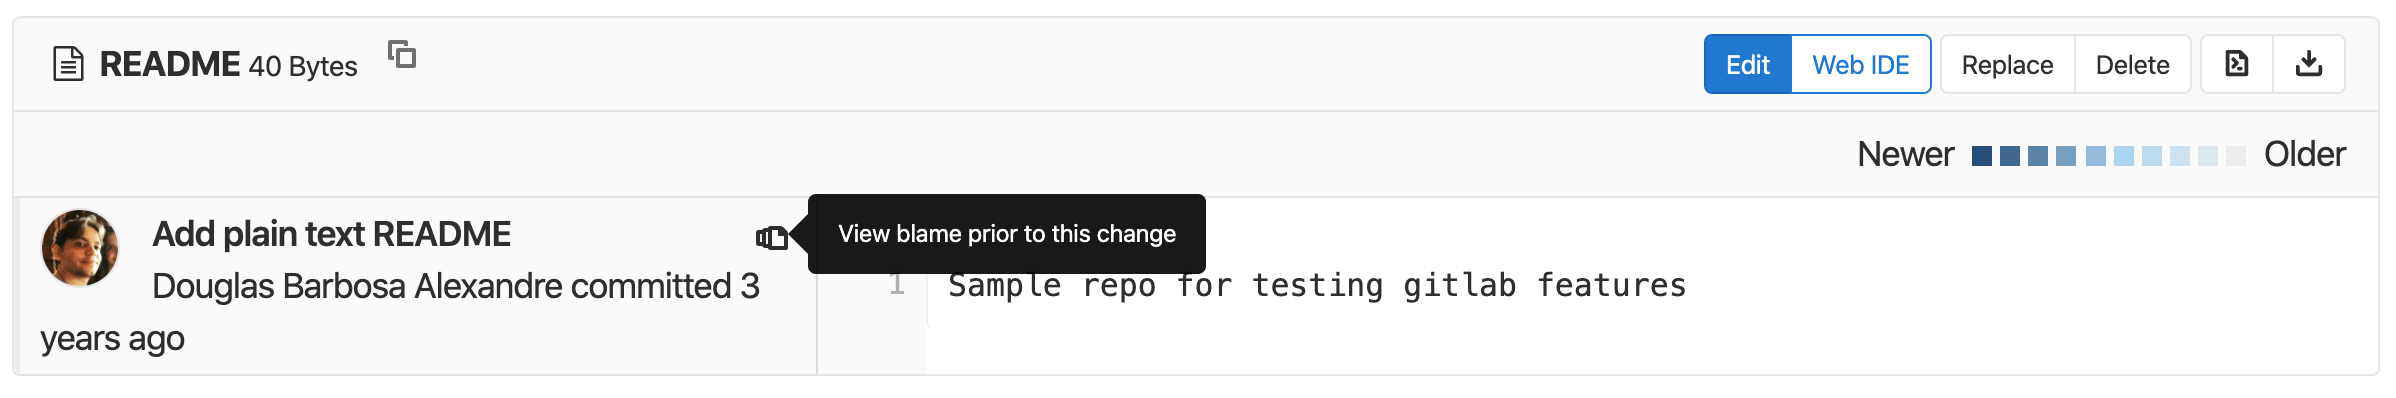 README 40 Bytes
Edit Web IDE Replace Delete
Newer Older
Add plain text README
View blame prior to this change
Douglas Barbosa Alexandre committed 3
years ago
1 Sample repo for testing gitlab features